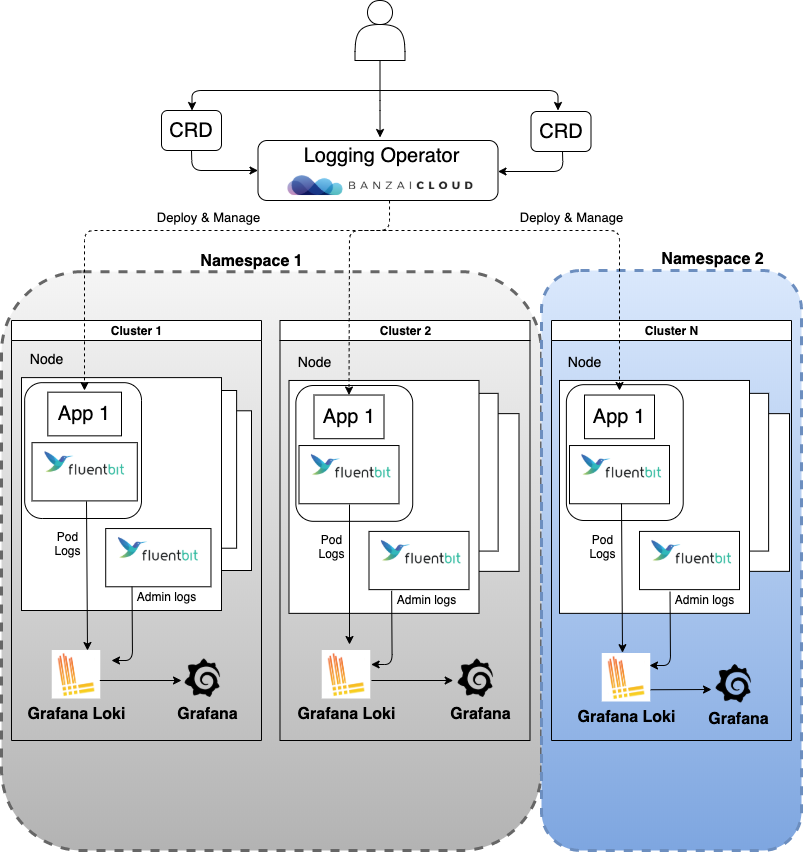 CRD
CRD
Logging Operator
BANZAICLOUD
Deploy & Manage
Deploy & Manage
Namespace 1
Namespace 2
Cluster 1
Cluster 2
Cluster N
Node
Node
Node
App 1
App 1
App 1
fluentbit
fluentbit
fluentbit
Pod
Logs
Pod
Logs
Pod
Logs
fluentbit
fluentbit
fluentbit
Admin logs
Admin logs
Admin logs
Grafana Loki
Grafana
Grafana Loki
Grafana
Grafana Loki
Grafana